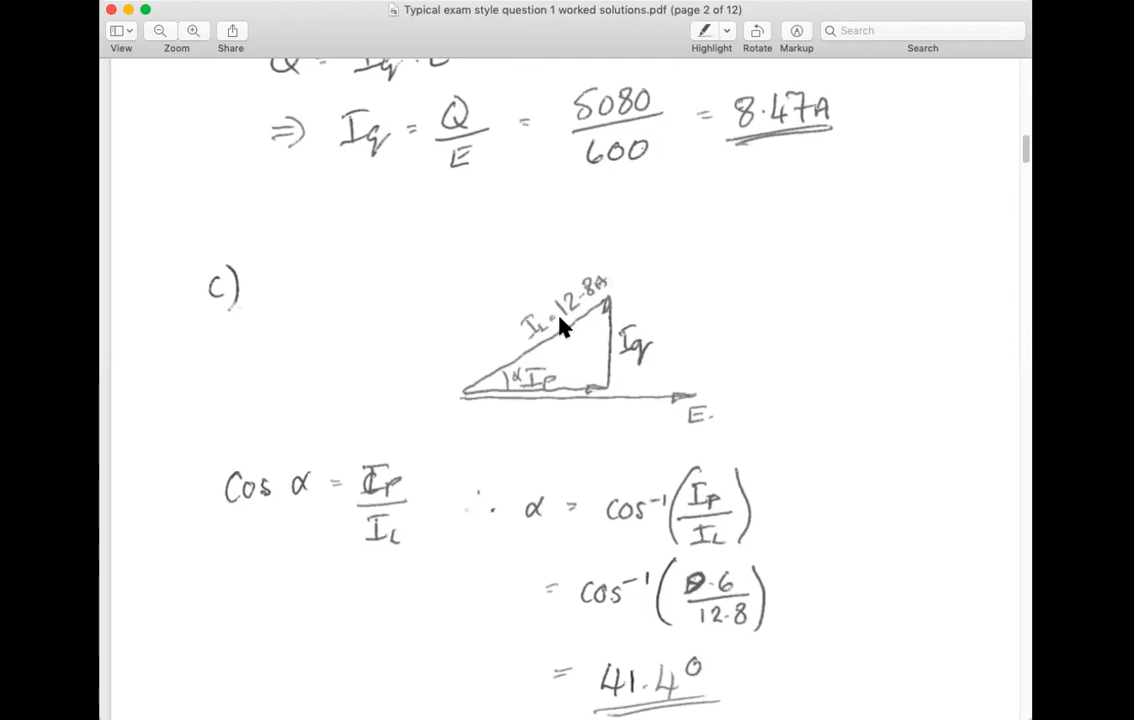 Typical exam style question 1 worked solutions.pdf (page 2 of 12)
View Zoom Share Highlight Rotate Markup Search
Search
⇒ Iq = Q/E = 5080/600 = 8.47A
c)
IL = 12.8A
Iq
α Ip
E.
Cos α = Ip/IL ∴ α = cos⁻¹(Ip/IL)
= cos⁻¹(9.6/12.8)
= 41.4°